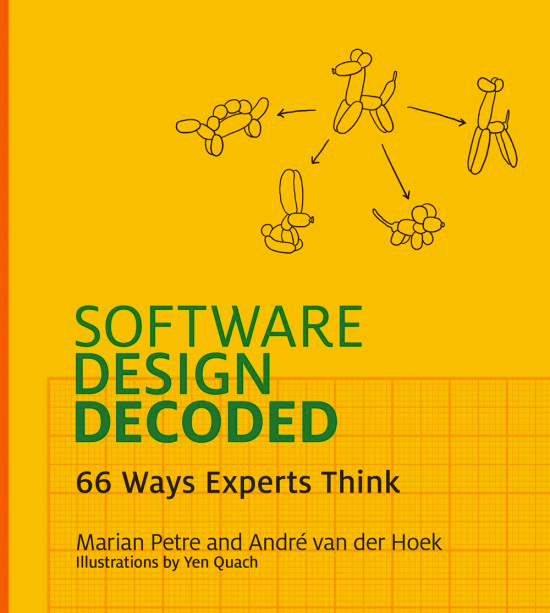 SOFTWARE
DESIGN
DECODED
66 Ways Experts Think
Marian Petre and André van der Hoek
Illustrations by Yen Quach